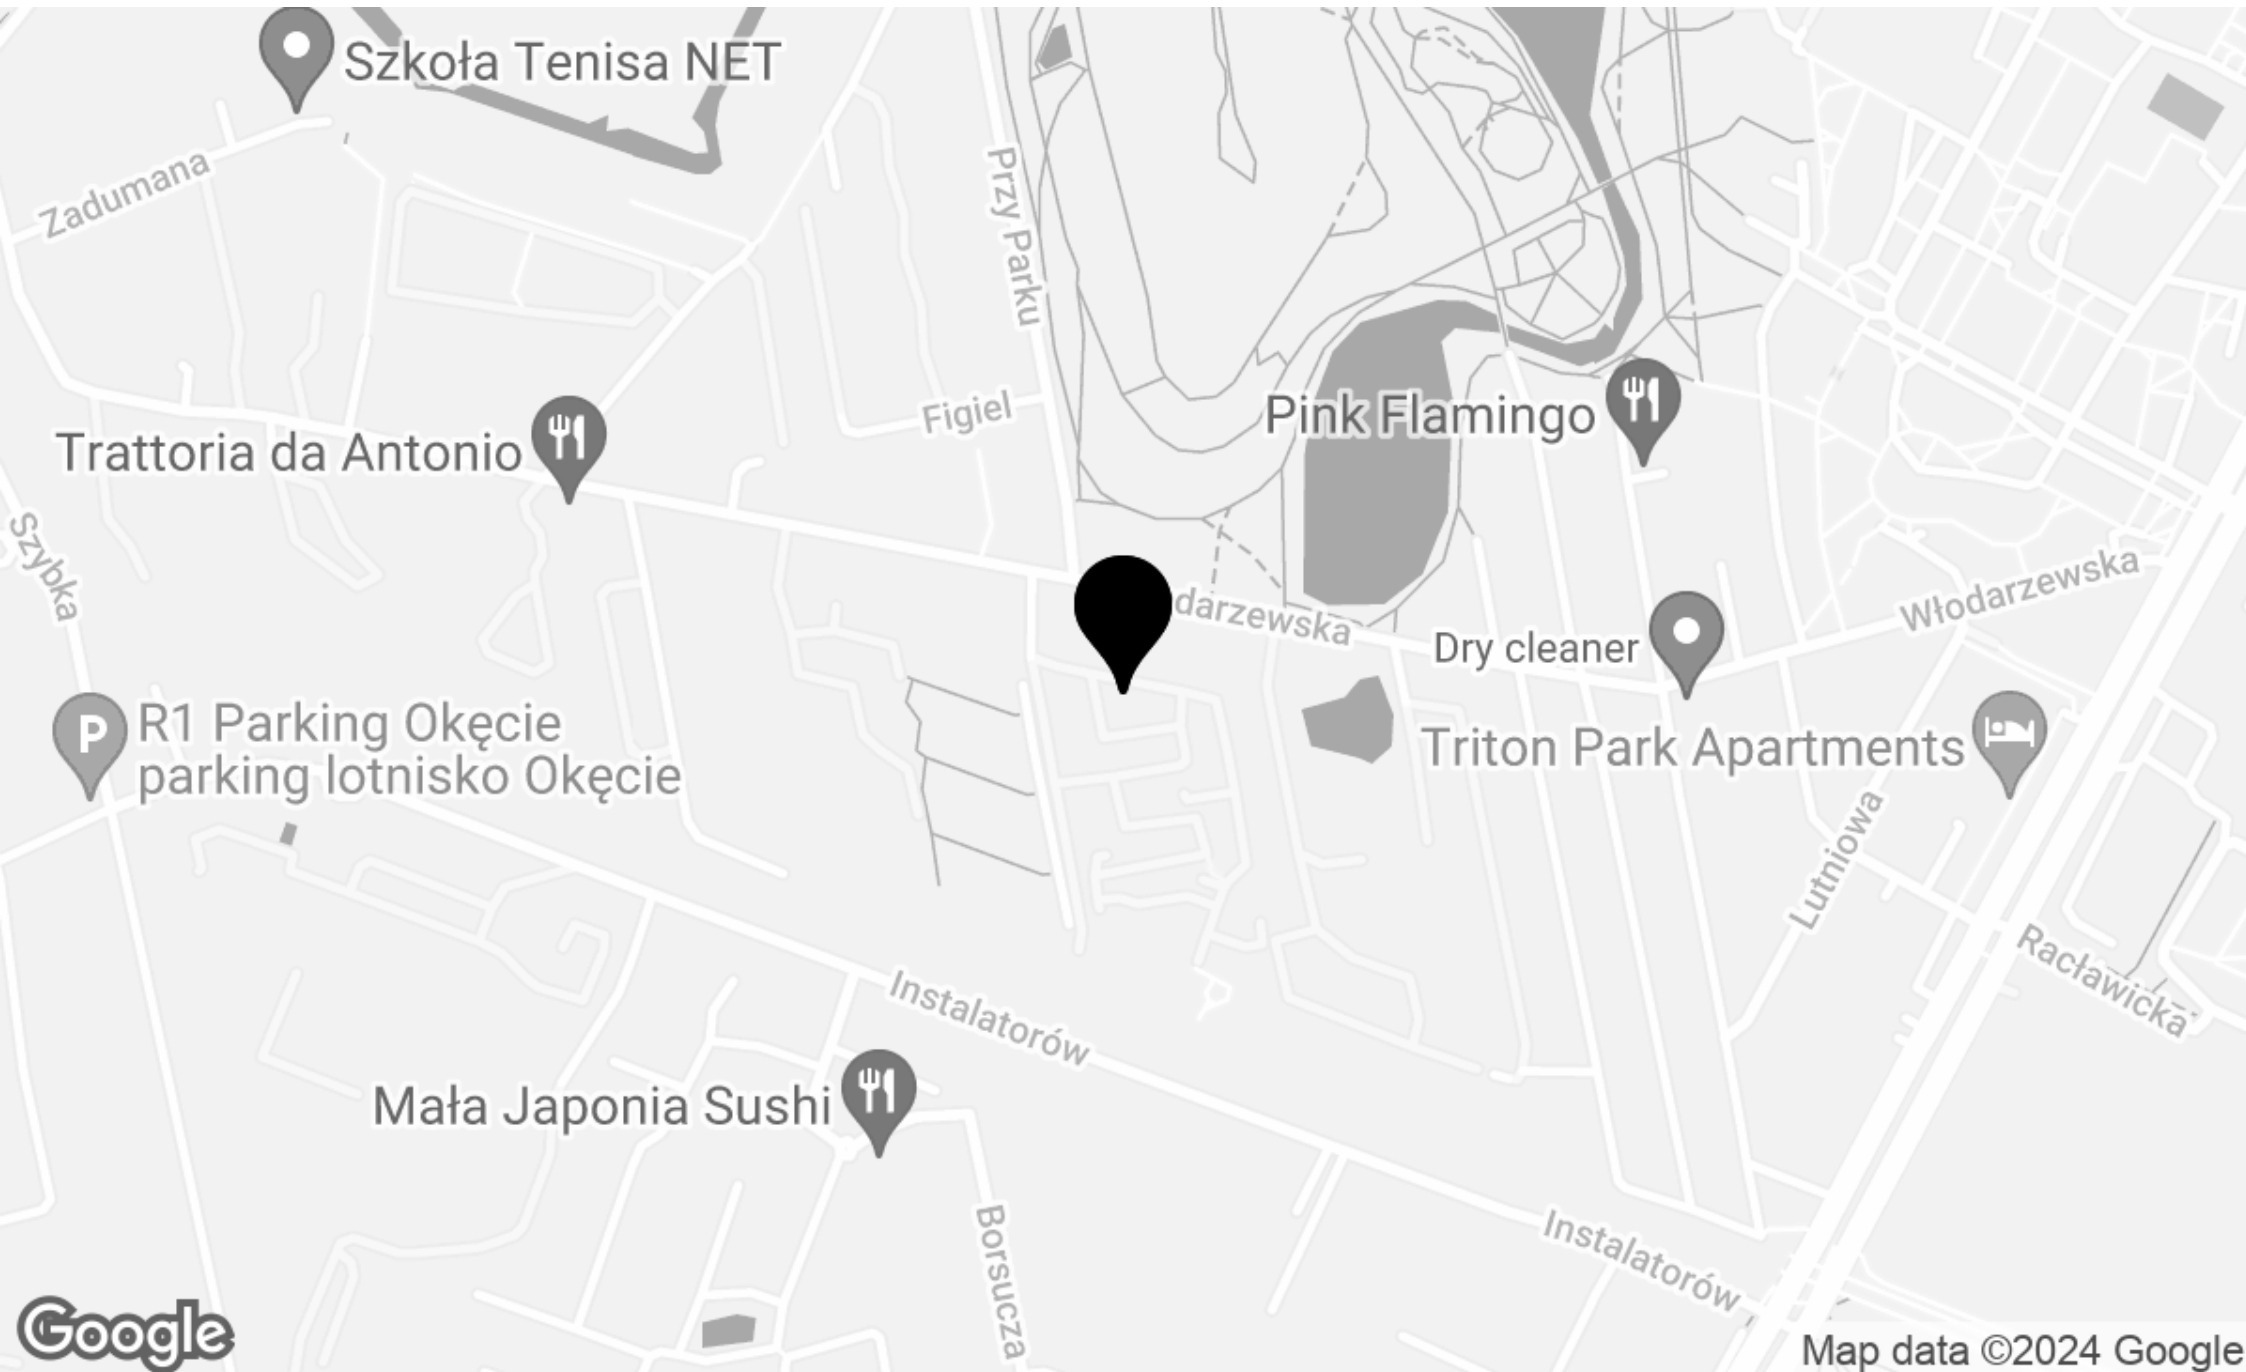 Szkoła Tenisa NET
Zadumana
Przy Parku
Figiel
Pink Flamingo
Trattoria da Antonio
Szybka
darzewska
Włodarzewska
Dry cleaner
R1 Parking Okęcie
parking lotnisko Okęcie
Triton Park Apartments
Lutniowa
Racławicka
Instalatorów
Mała Japonia Sushi
Borsucza
Instalatorów
Google
Map data ©2024 Google